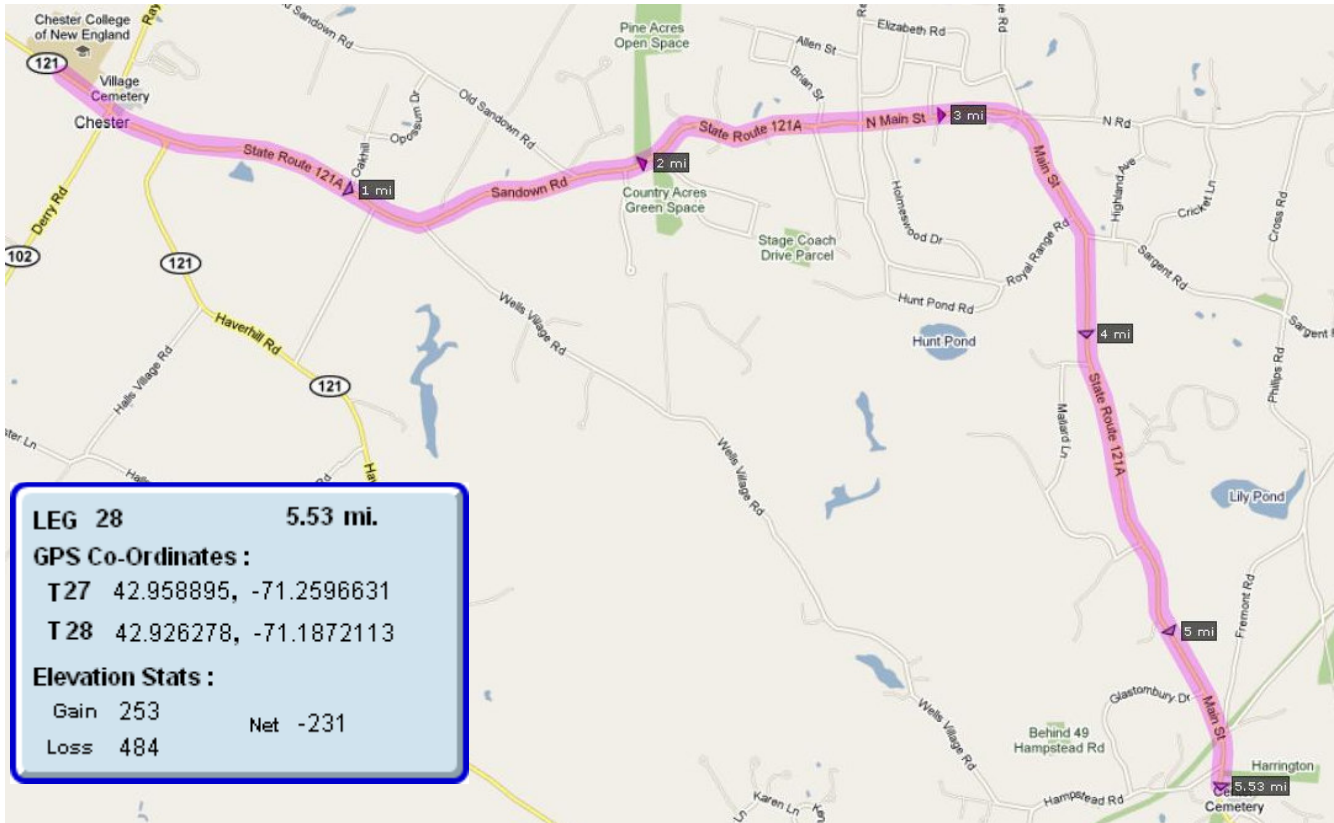 Chester College
of New England
121
Ray
Village
Cemetery
Chester
Old Sandown Rd
Pine Acres
Open Space
Allen St
Brian St
Elizabeth Rd
Re
e Rd
Opossum Dr
Oakhill
Old Sandown Rd
State Route 121A
1 mi
Sandown Rd
2 mi
Country Acres
Green Space
State Route 121A
N Main St
3 mi
N Rd
Main St
Highland Ave
Cricket Ln
Cross Rd
Derry Rd
102
121
Haverhill Rd
121
Halls Village Rd
Stage Coach
Drive Parcel
Holmeswood Dr
Royal Range Rd
Hunt Pond Rd
Hunt Pond
Sargent Rd
Sargent
4 mi
Wells Village Rd
State Route 121A
Phillips Rd
ster Ln
Halls
Rd
Wells Village Rd
Lily Pond
Fremont Rd
5 mi
Glastonbury Dr
Main St
Behind 49
Hampstead Rd
Wells Village Rd
Hampstead Rd
Karen Ln
Ken
Harrington
5.53 mi
Cemetery
LEG 28 5.53 mi.
GPS Co-Ordinates :
T27 42.958895, -71.2596631
T28 42.926278, -71.1872113
Elevation Stats :
Gain 253
Net -231
Loss 484